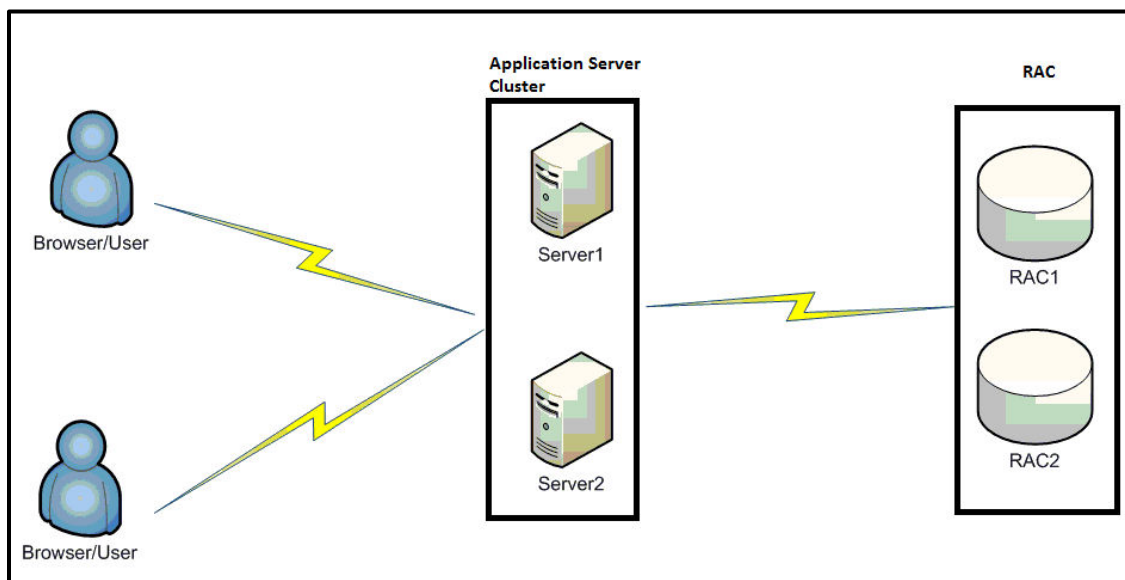 Application Server
Cluster
RAC
Browser/User
Server1
RAC1
Server2
RAC2
Browser/User